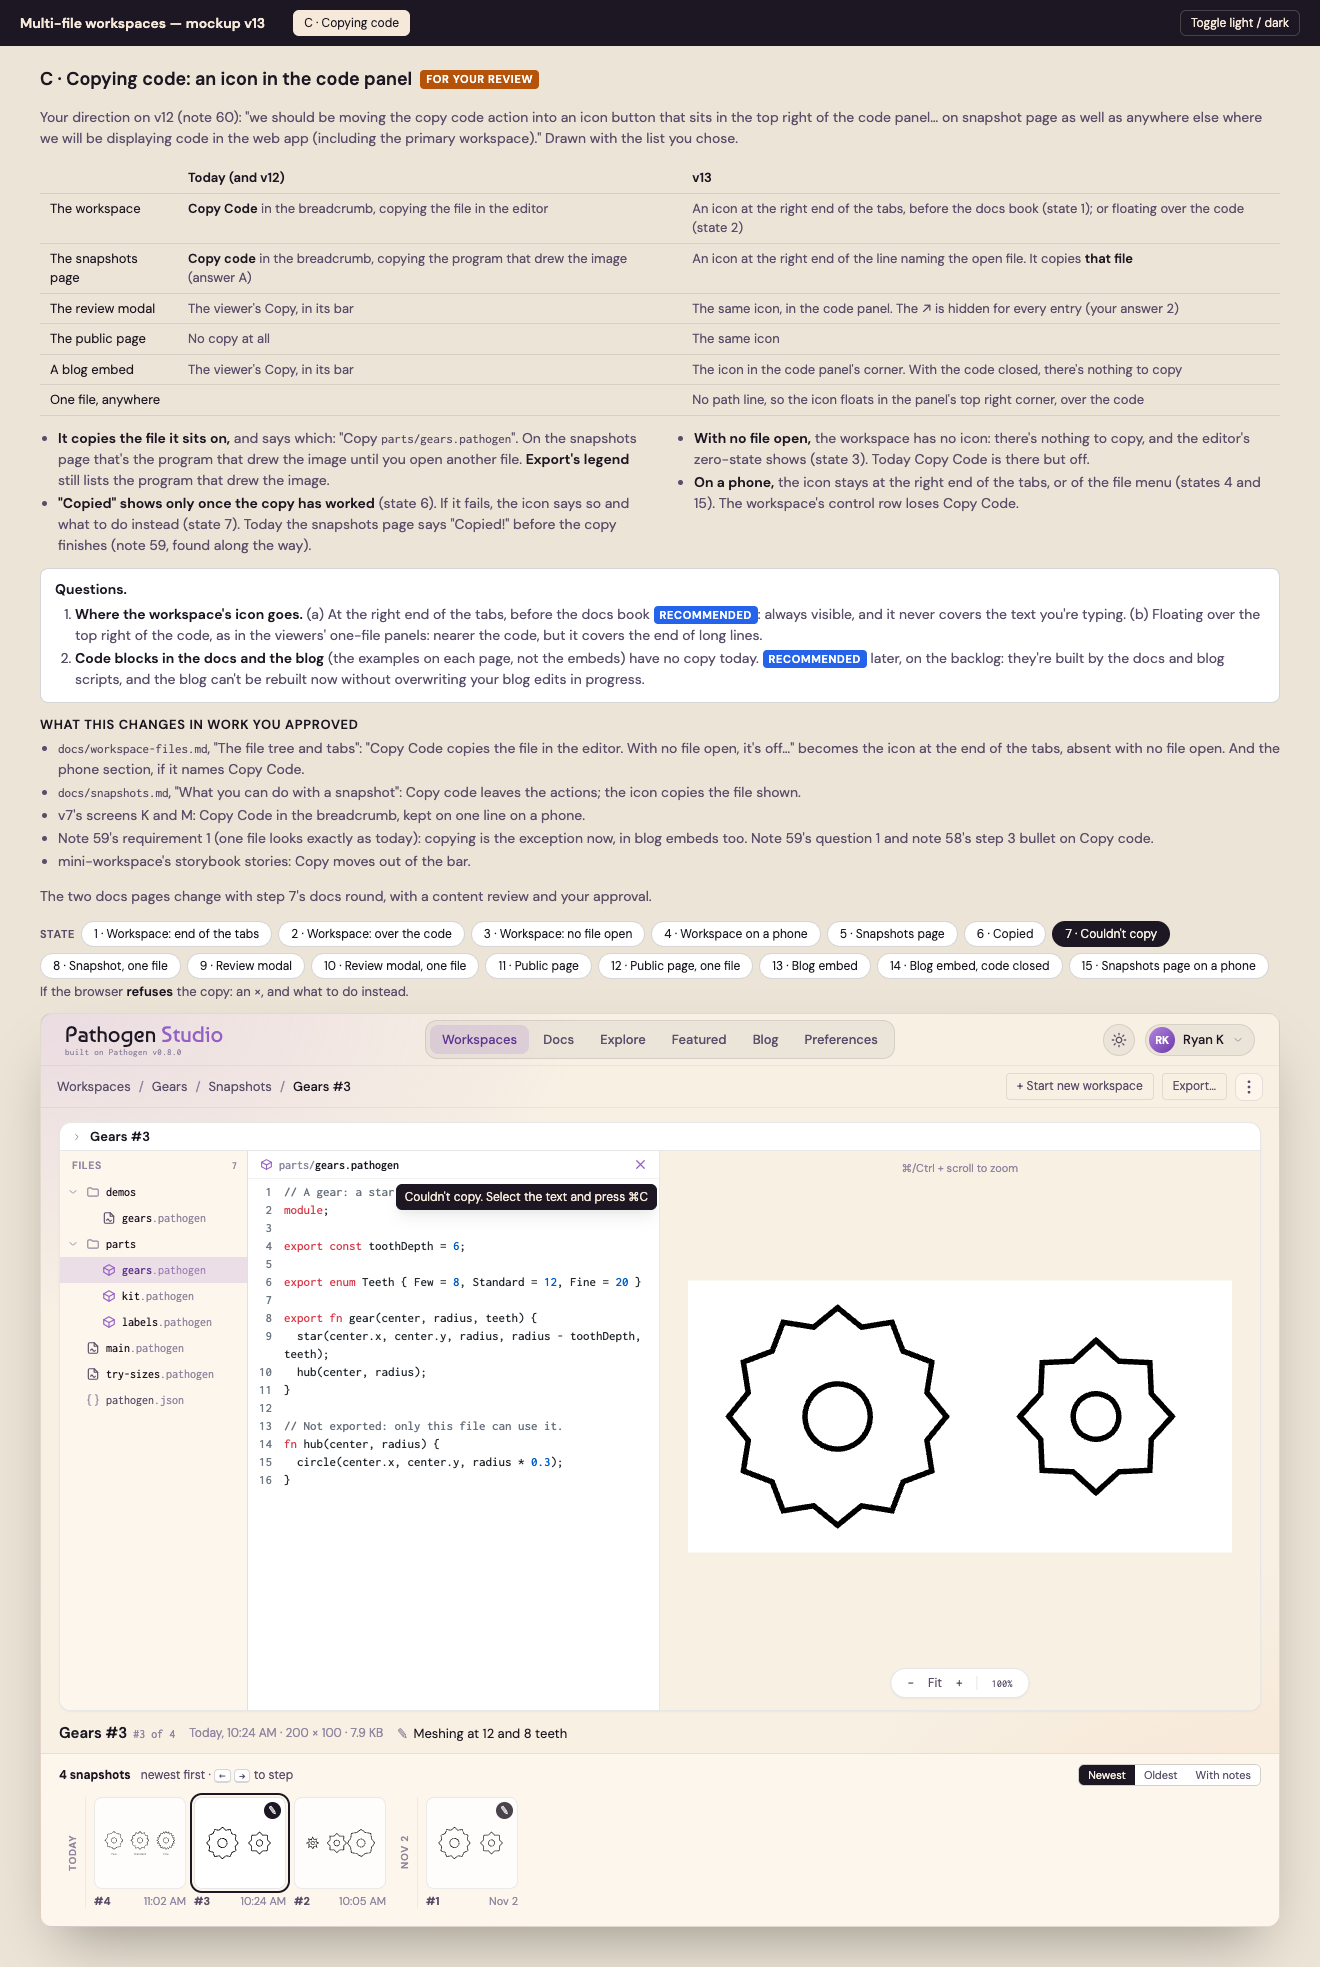 Multi-file workspaces — mockup v13
C · Copying code
Toggle light / dark
C · Copying code: an icon in the code panel FOR YOUR REVIEW
Your direction on v12 (note 60): "we should be moving the copy code action into an icon button that sits in the top right of the code panel… on snapshot page as well as anywhere else where
we will be displaying code in the web app (including the primary workspace)." Drawn with the list you chose.
Today (and v12) v13
The workspace Copy Code in the breadcrumb, copying the file in the editor An icon at the right end of the tabs, before the docs book (state 1); or floating over the code
(state 2)
The snapshots Copy code in the breadcrumb, copying the program that drew the image An icon at the right end of the line naming the open file. It copies that file
page (answer A)
The review modal The viewer's Copy, in its bar The same icon, in the code panel. The ↗ is hidden for every entry (your answer 2)
The public page No copy at all The same icon
A blog embed The viewer's Copy, in its bar The icon in the code panel's corner. With the code closed, there's nothing to copy
One file, anywhere No path line, so the icon floats in the panel's top right corner, over the code
• It copies the file it sits on, and says which: "Copy parts/gears.pathogen". On the snapshots
page that's the program that drew the image until you open another file. Export's legend
still lists the program that drew the image.
• "Copied" shows only once the copy has worked (state 6). If it fails, the icon says so and
what to do instead (state 7). Today the snapshots page says "Copied!" before the copy
finishes (note 59, found along the way).
• With no file open, the workspace has no icon: there's nothing to copy, and the editor's
zero-state shows (state 3). Today Copy Code is there but off.
• On a phone, the icon stays at the right end of the tabs, or of the file menu (states 4 and
15). The workspace's control row loses Copy Code.
Questions.
1. Where the workspace's icon goes. (a) At the right end of the tabs, before the docs book RECOMMENDED: always visible, and it never covers the text you're typing. (b) Floating over the
top right of the code, as in the viewers' one-file panels: nearer the code, but it covers the end of long lines.
2. Code blocks in the docs and the blog (the examples on each page, not the embeds) have no copy today. RECOMMENDED later, on the backlog: they're built by the docs and blog
scripts, and the blog can't be rebuilt now without overwriting your blog edits in progress.
WHAT THIS CHANGES IN WORK YOU APPROVED
• docs/workspace-files.md, "The file tree and tabs": "Copy Code copies the file in the editor. With no file open, it's off…" becomes the icon at the end of the tabs, absent with no file open. And the
phone section, if it names Copy Code.
• docs/snapshots.md, "What you can do with a snapshot": Copy code leaves the actions; the icon copies the file shown.
• v7's screens K and M: Copy Code in the breadcrumb, kept on one line on a phone.
• Note 59's requirement 1 (one file looks exactly as today): copying is the exception now, in blog embeds too. Note 59's question 1 and note 58's step 3 bullet on Copy code.
• mini-workspace's storybook stories: Copy moves out of the bar.
The two docs pages change with step 7's docs round, with a content review and your approval.
STATE 1 · Workspace: end of the tabs 2 · Workspace: over the code 3 · Workspace: no file open 4 · Workspace on a phone 5 · Snapshots page 6 · Copied 7 · Couldn't copy
8 · Snapshot, one file 9 · Review modal 10 · Review modal, one file 11 · Public page 12 · Public page, one file 13 · Blog embed 14 · Blog embed, code closed 15 · Snapshots page on a phone
If the browser refuses the copy: an ×, and what to do instead.
Pathogen Studio
built on Pathogen v0.8.0
Workspaces Docs Explore Featured Blog Preferences
RK Ryan K
Workspaces / Gears / Snapshots / Gears #3
+ Start new workspace Export… ⋮
› Gears #3
FILES 7
demos
gears.pathogen
parts
gears.pathogen
kit.pathogen
labels.pathogen
main.pathogen
try-sizes.pathogen
{} pathogen.json
parts/gears.pathogen ×
Couldn't copy. Select the text and press ⌘C
1 // A gear: a star
2 module;
3
4 export const toothDepth = 6;
5
6 export enum Teeth { Few = 8, Standard = 12, Fine = 20 }
7
8 export fn gear(center, radius, teeth) {
9 star(center.x, center.y, radius, radius - toothDepth,
teeth);
10 hub(center, radius);
11 }
12
13 // Not exported: only this file can use it.
14 fn hub(center, radius) {
15 circle(center.x, center.y, radius * 0.3);
16 }
⌘/Ctrl + scroll to zoom
− Fit + 100%
Gears #3 #3 of 4 Today, 10:24 AM · 200 × 100 · 7.9 KB ✎ Meshing at 12 and 8 teeth
4 snapshots newest first · ← → to step
Newest Oldest With notes
TODAY
#4 11:02 AM
#3 10:24 AM
#2 10:05 AM
NOV 2
#1 Nov 2